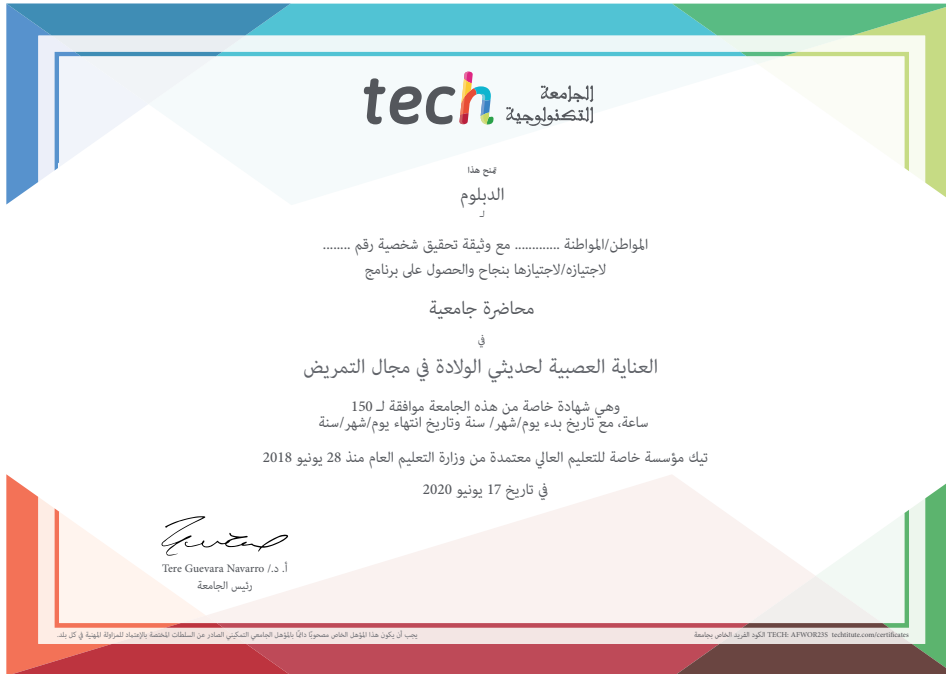 tech الجامعة
التكنولوجية
تمنح هذا
الدبلوم
لـ
المواطن/المواطنة ............ مع وثيقة تحقيق شخصية رقم ........
لاجتيازه/لاجتيازها بنجاح والحصول على برنامج
محاضرة جامعية
في
العناية العصبية لحديثي الولادة في مجال التمريض
وهي شهادة خاصة من هذه الجامعة موافقة لـ 150
ساعة، مع تاريخ بدء يوم/شهر/ سنة وتاريخ انتهاء يوم/شهر/سنة
تيك مؤسسة خاصة للتعليم العالي معتمدة من وزارة التعليم العام منذ 28 يونيو 2018
في تاريخ 17 يونيو 2020
أ. د./ Tere Guevara Navarro
رئيس الجامعة
يجب أن يكون هذا المؤهل الخاص مصحوبًا دائمًا بالمؤهل الجامعي التمكيني الصادر عن السلطات المختصة بالإعتماد للمزاولة المهنية في كل بلد.
الكود الفريد الخاص بجامعة TECH: AFWOR23S techtitute.com/certificates